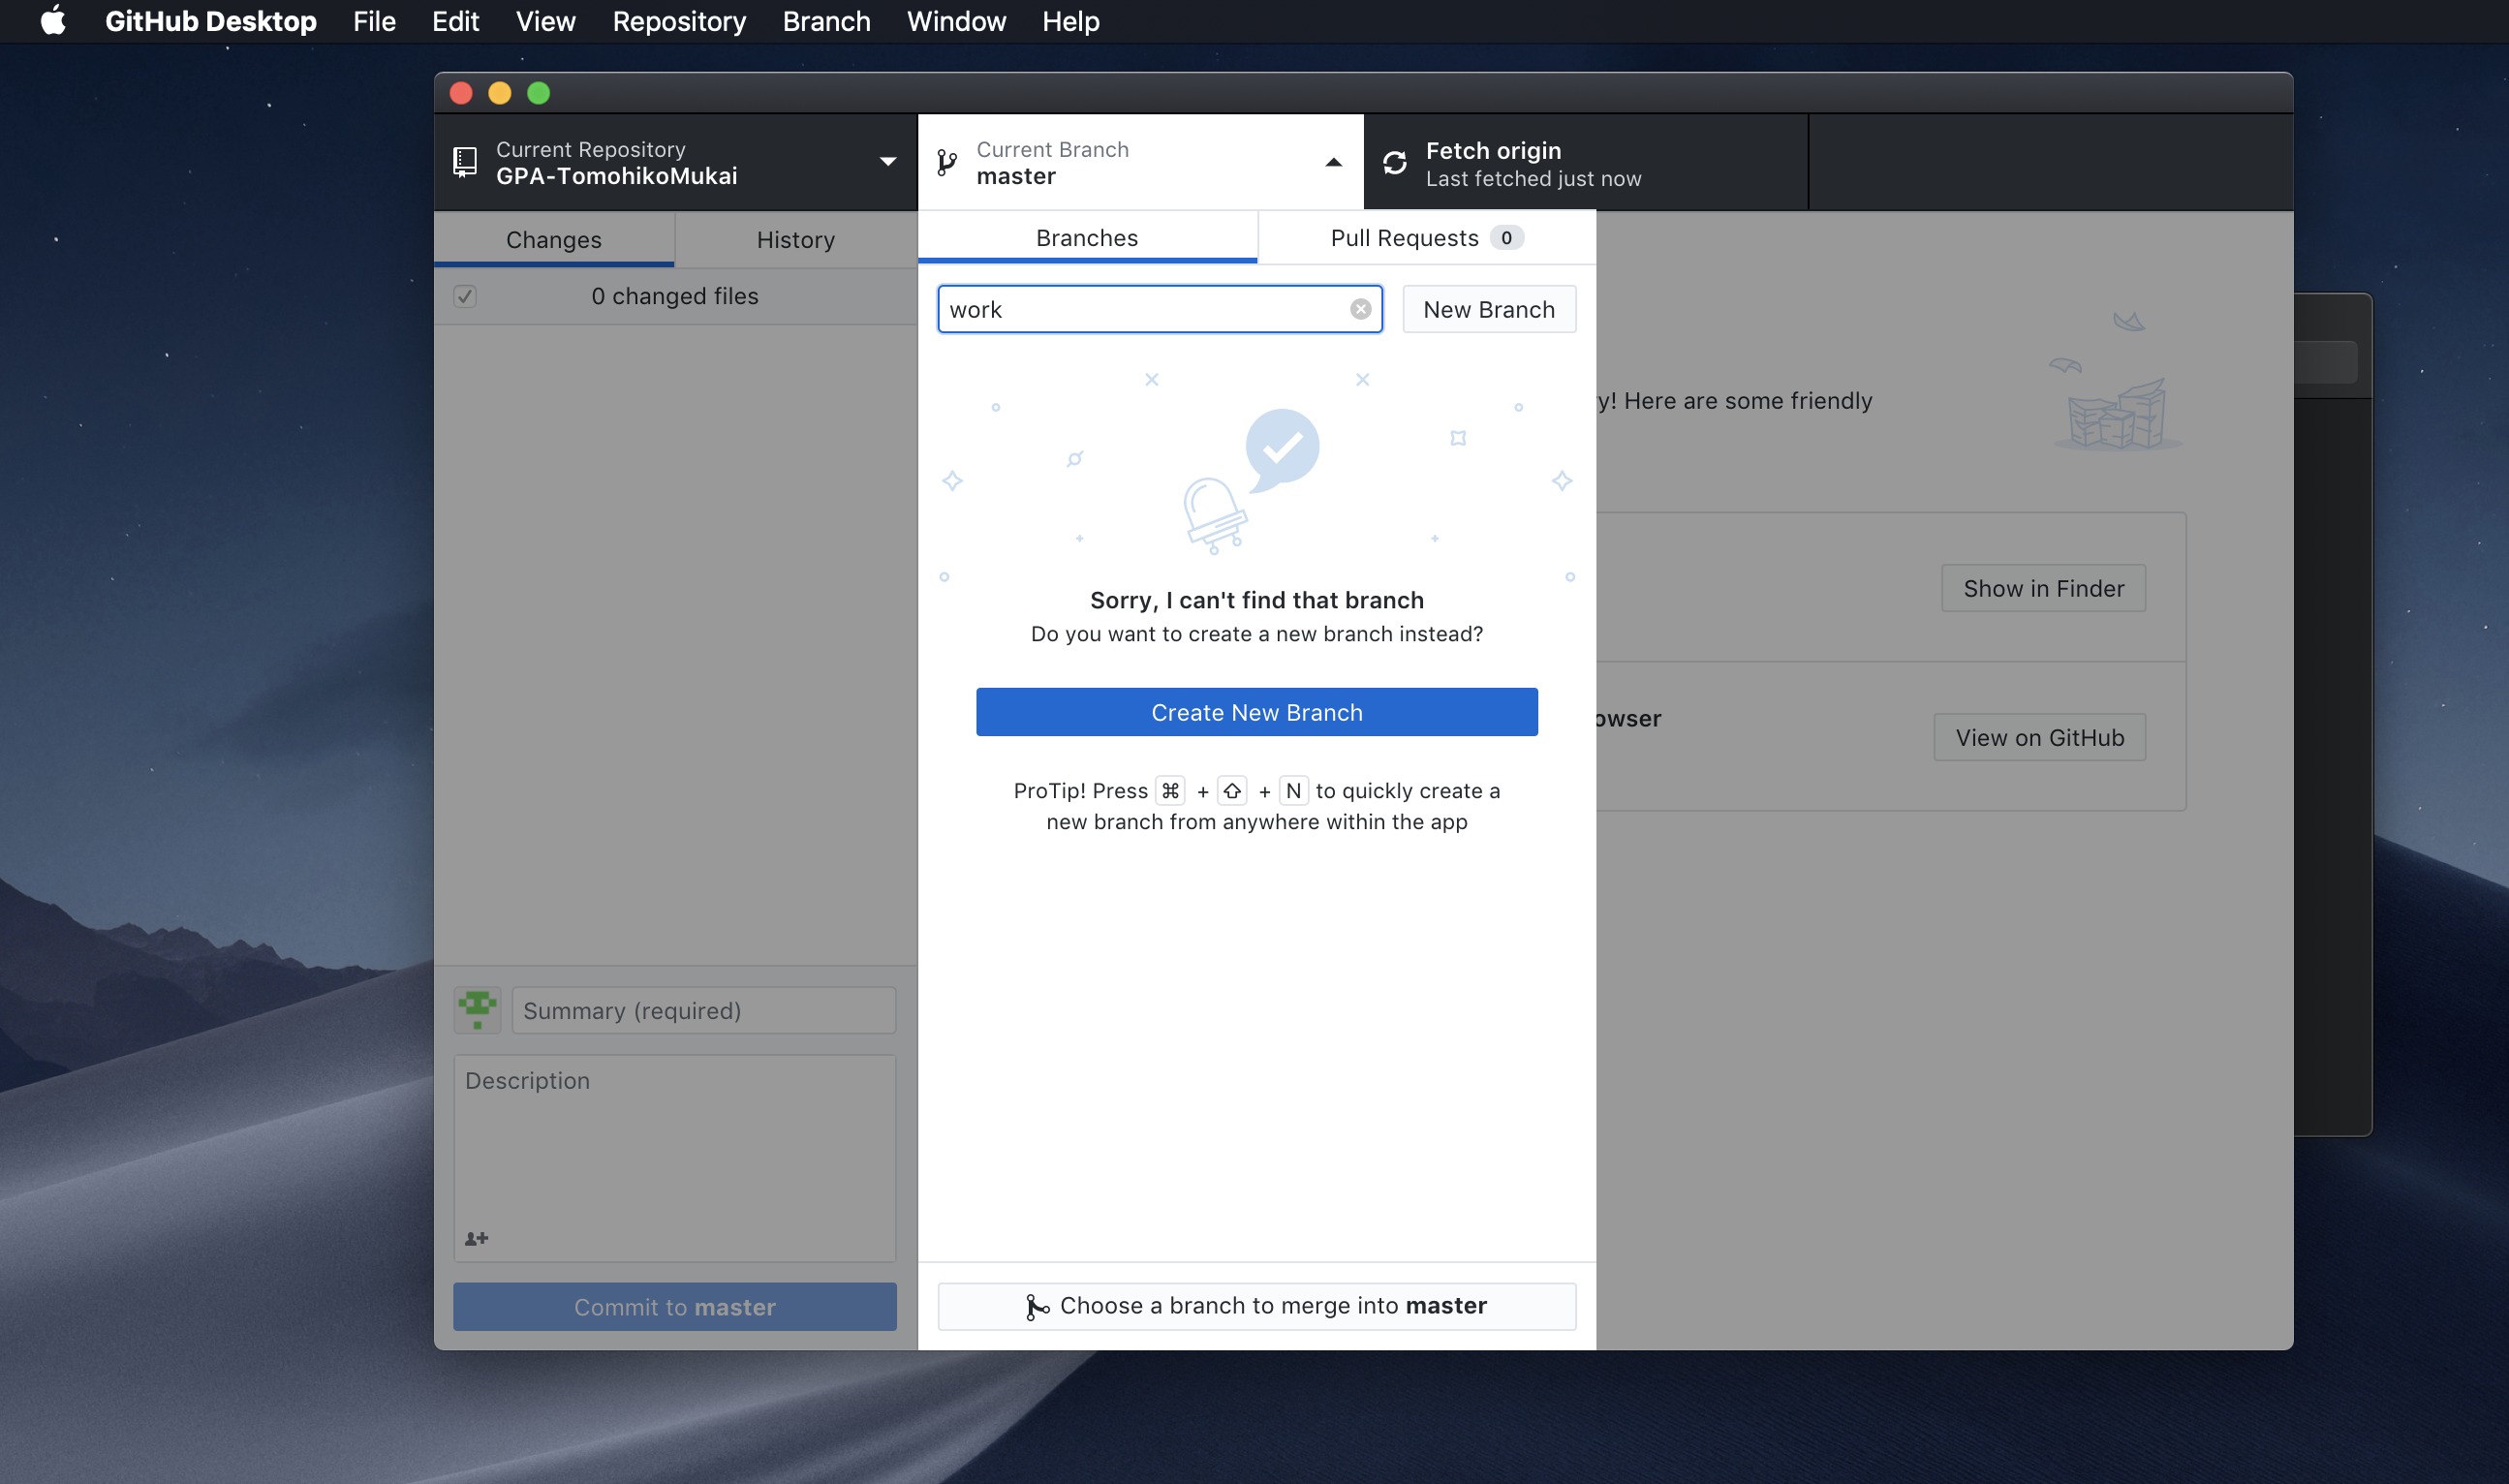 GitHub Desktop File Edit View Repository Branch Window Help
Current Repository
GPA-TomohikoMukai
Current Branch
master
Fetch origin
Last fetched just now
Changes History
Branches Pull Requests 0
0 changed files
work
New Branch
y! Here are some friendly
Sorry, I can't find that branch
Do you want to create a new branch instead?
Show in Finder
Create New Branch
owser
View on GitHub
ProTip! Press ⌘ + ⇧ + N to quickly create a
new branch from anywhere within the app
Summary (required)
Description
Commit to master
Choose a branch to merge into master